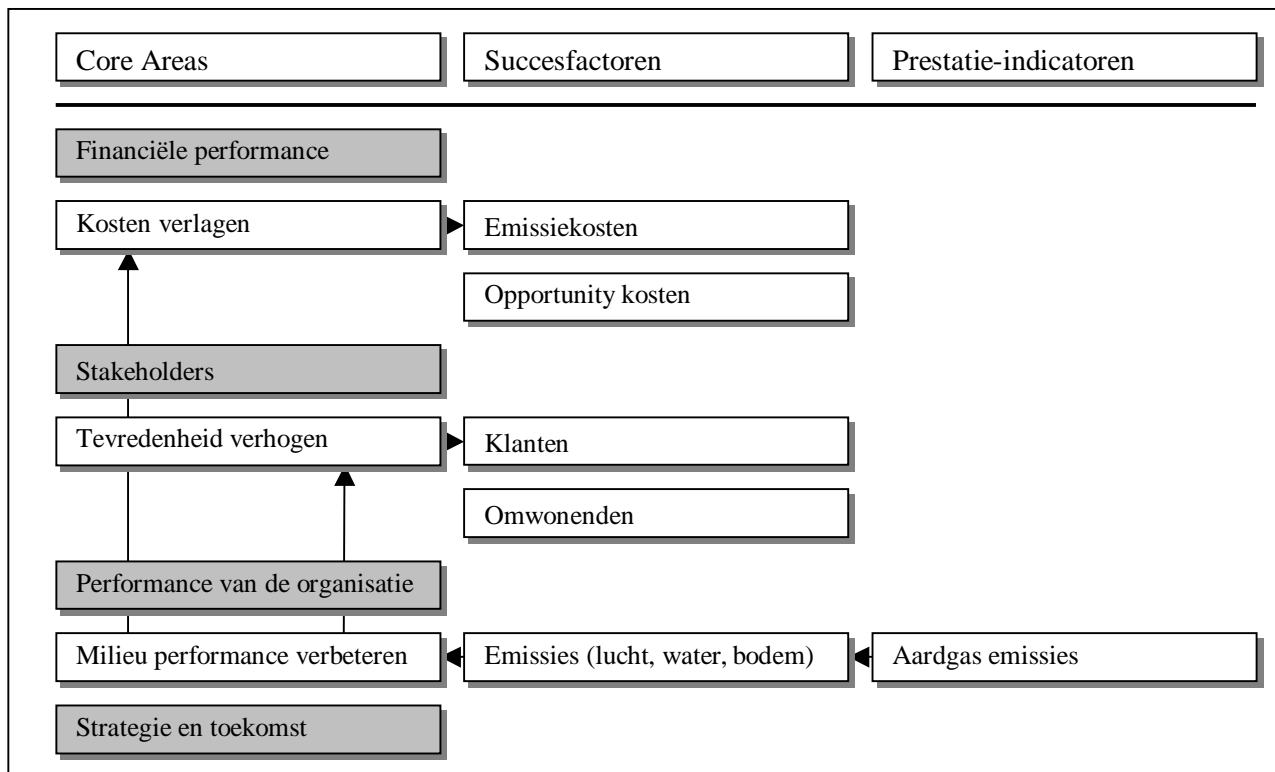 Core Areas
Succesfactoren
Prestatie-indicatoren
Financiële performance
Kosten verlagen
Emissiekosten
Opportunity kosten
Stakeholders
Tevredenheid verhogen
Klanten
Omwonenden
Performance van de organisatie
Milieu performance verbeteren
Emissies (lucht, water, bodem)
Aardgas emissies
Strategie en toekomst